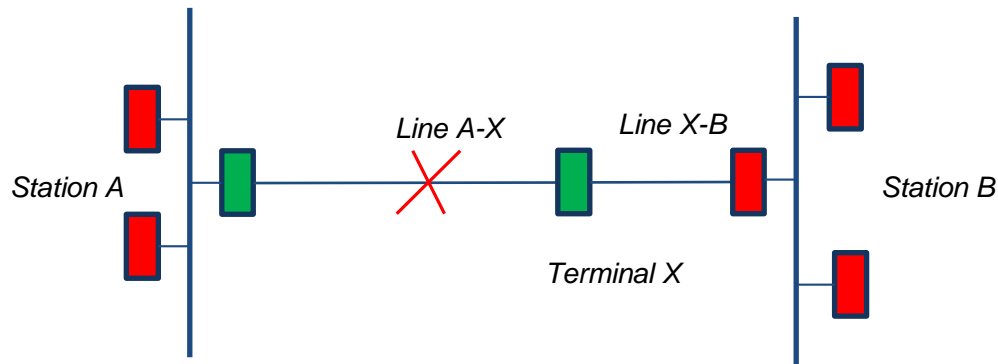 Line A-X
Line X-B
Station A
Station B
Terminal X